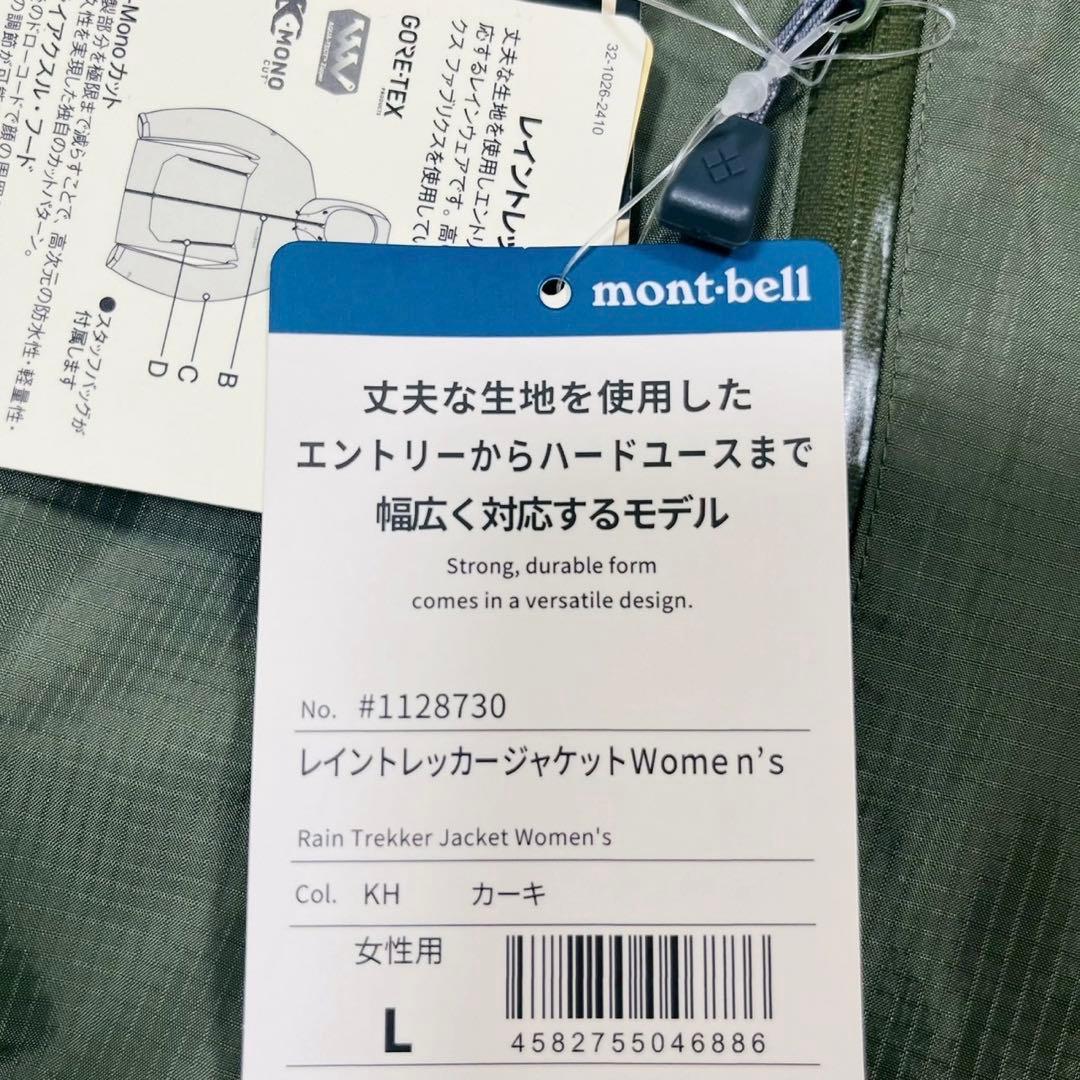 mont-bell
丈夫な生地を使用した
エントリーからハードユースまで
幅広く対応するモデル
Strong, durable form
comes in a versatile design.
No. #1128730
レイントレッカージャケットWomen's
Rain Trekker Jacket Women's
Col. KH カーキ
女性用
L
4582755046886
32-1026-2410
レイントレッ
丈夫な生地を使用しエントリ
応するレインウェアです。高
クス ファブリクスを使用してい
GORE-TEX
PRODUCTS
K-MONO
CUT
B
C
D
●スタッフバッグが
付属します
-Mono カット
製部分を極限まで減らすことで、高次元の防水性・軽量性・
久性を実現した独自のカットパターン。
イアクスル・フード
のドローコードで